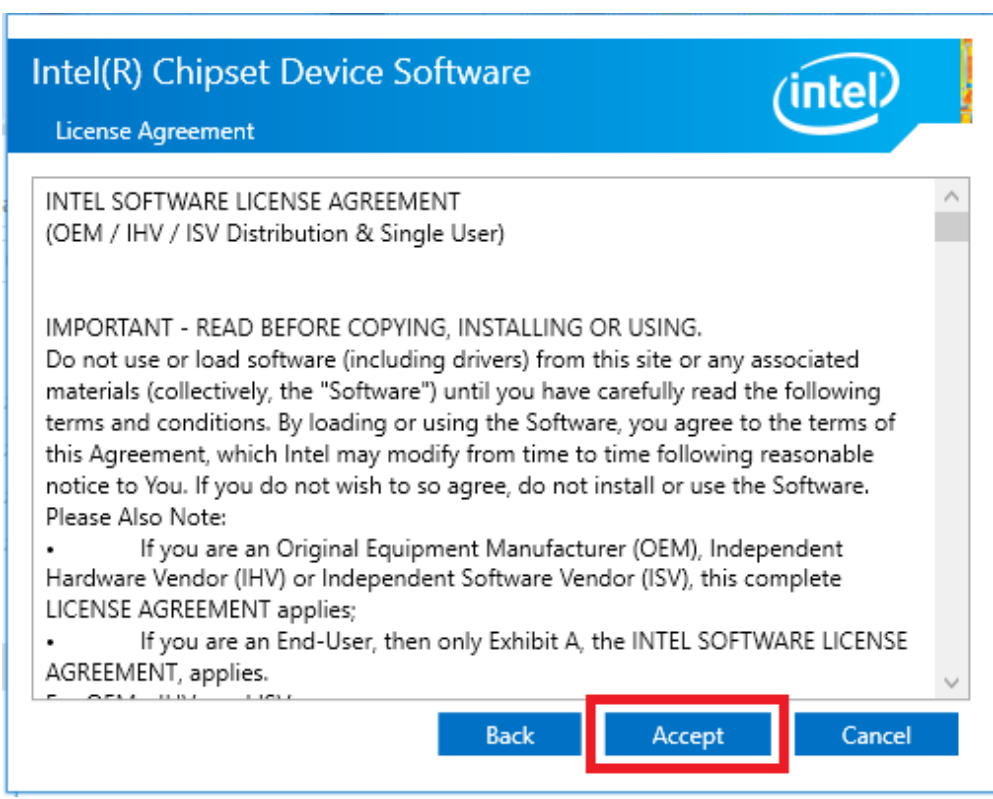 Intel(R) Chipset Device Software
intel
License Agreement
INTEL SOFTWARE LICENSE AGREEMENT
(OEM / IHV / ISV Distribution & Single User)
IMPORTANT - READ BEFORE COPYING, INSTALLING OR USING.
Do not use or load software (including drivers) from this site or any associated
materials (collectively, the "Software") until you have carefully read the following
terms and conditions. By loading or using the Software, you agree to the terms of
this Agreement, which Intel may modify from time to time following reasonable
notice to You. If you do not wish to so agree, do not install or use the Software.
Please Also Note:
• If you are an Original Equipment Manufacturer (OEM), Independent
Hardware Vendor (IHV) or Independent Software Vendor (ISV), this complete
LICENSE AGREEMENT applies;
• If you are an End-User, then only Exhibit A, the INTEL SOFTWARE LICENSE
AGREEMENT, applies.
Back Accept Cancel